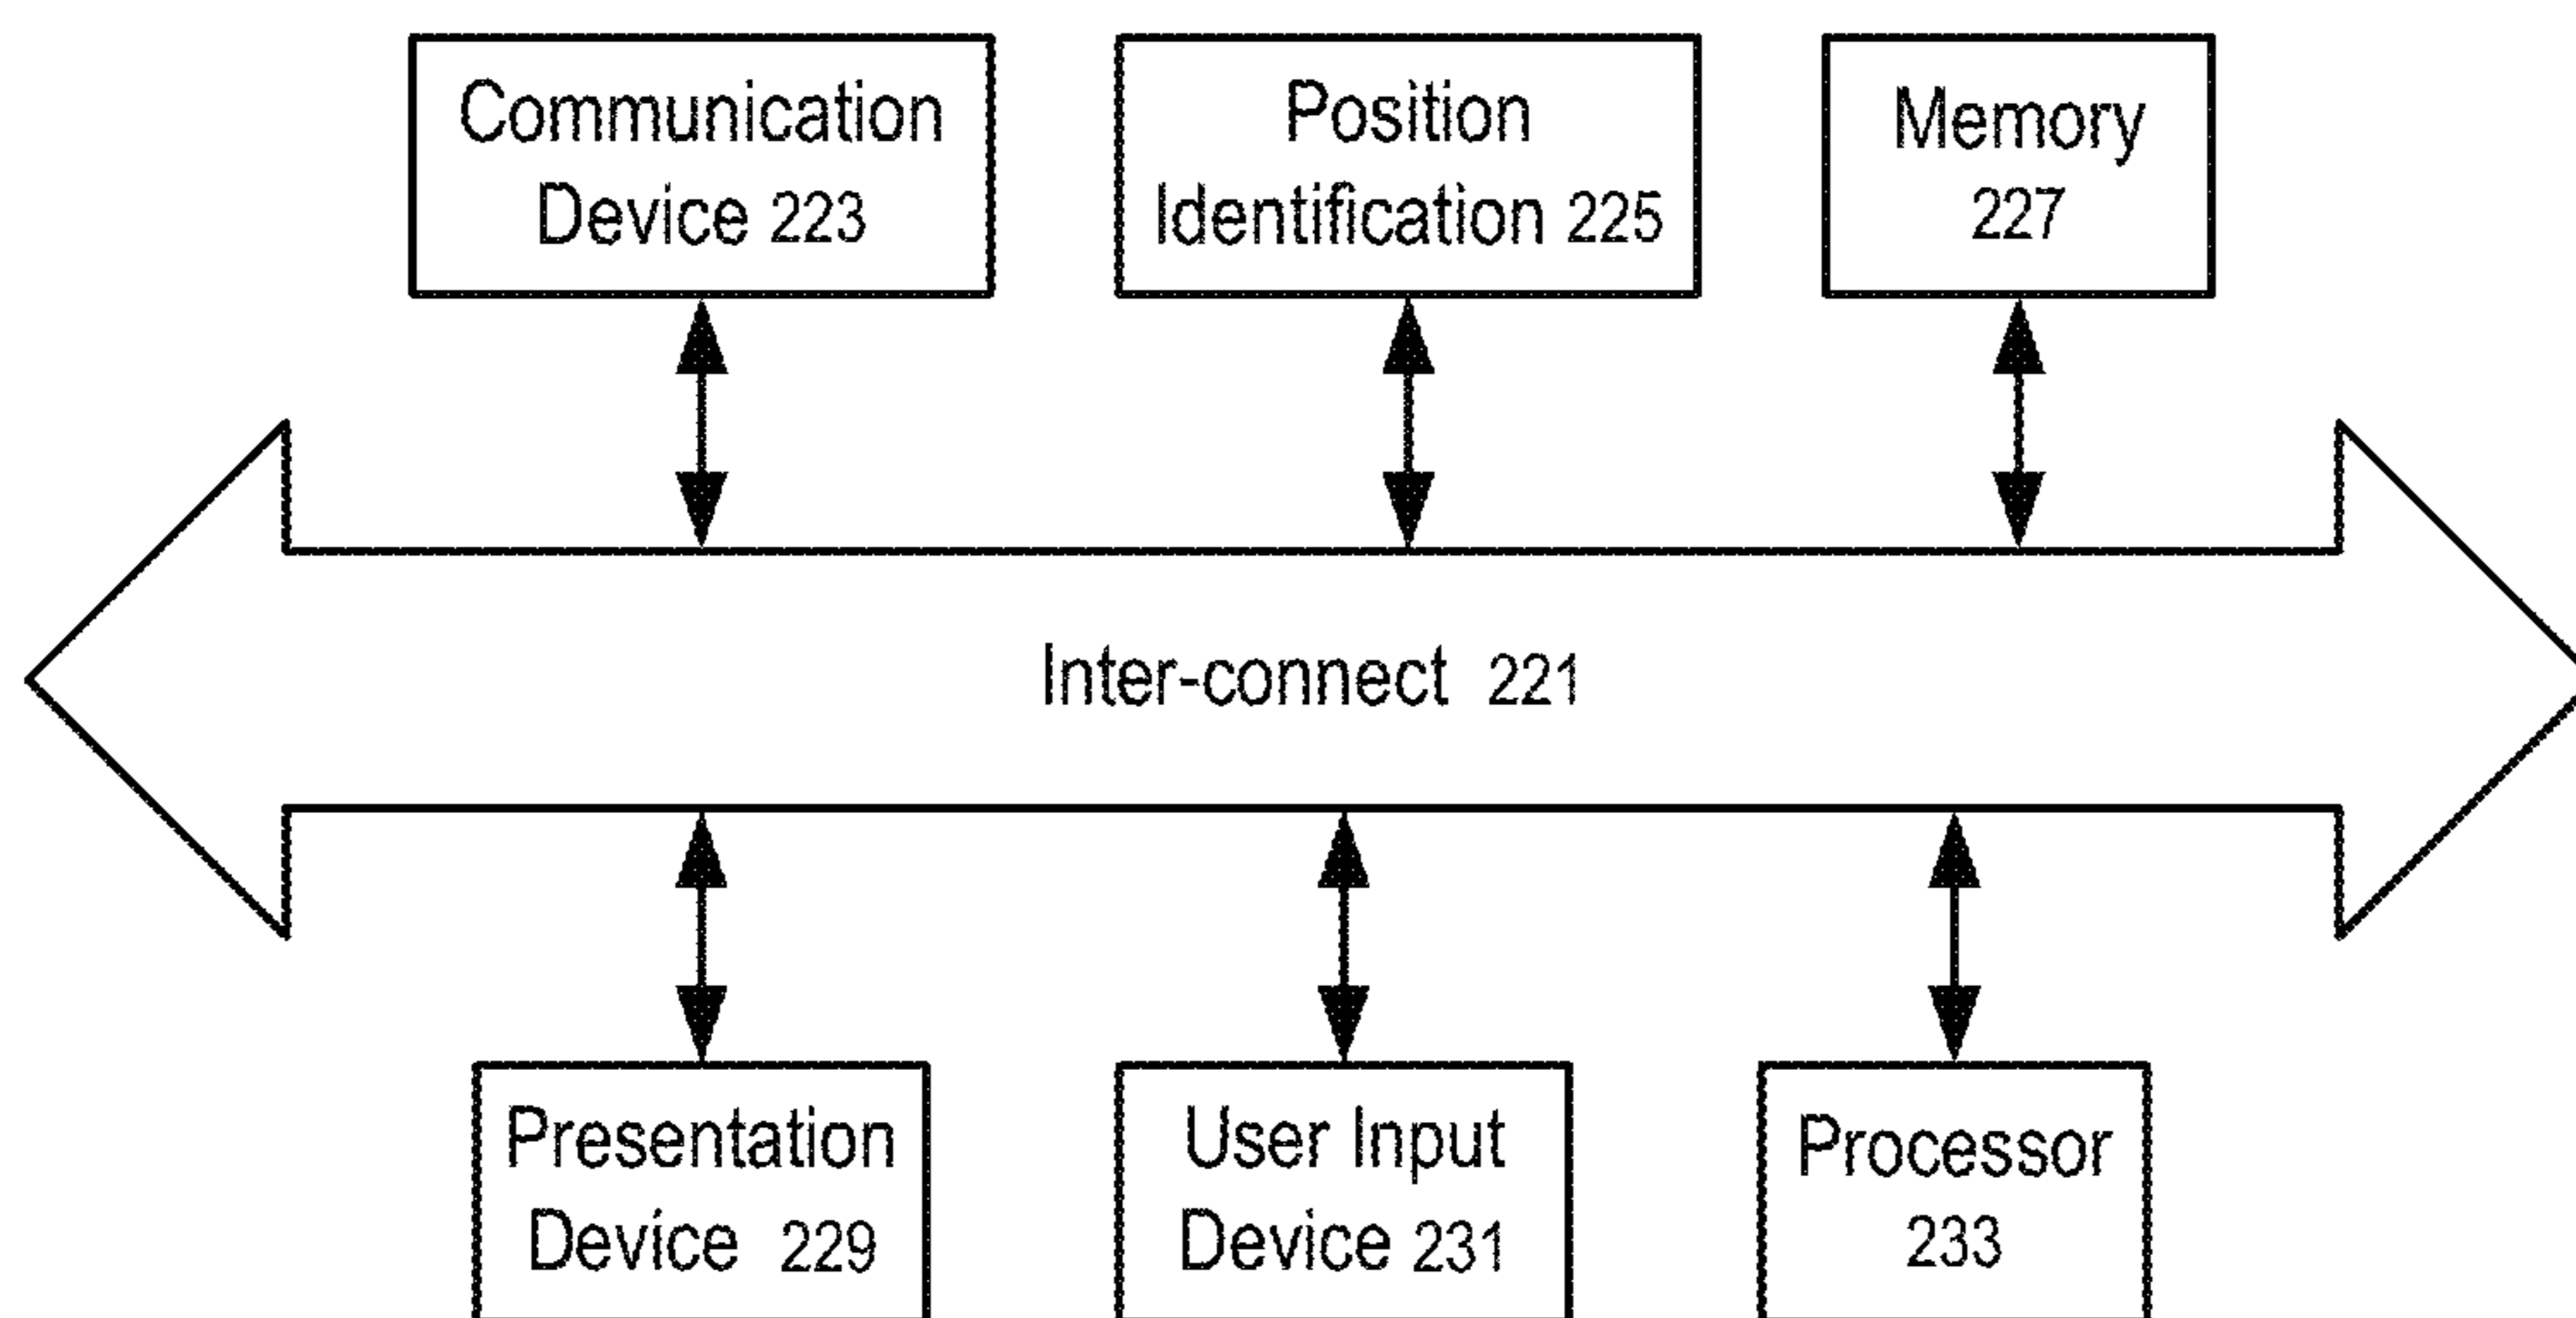 Communication
Device 223
Position
Identification 225
Memory
227
Inter-connect 221
Presentation
Device 229
User Input
Device 231
Processor
233